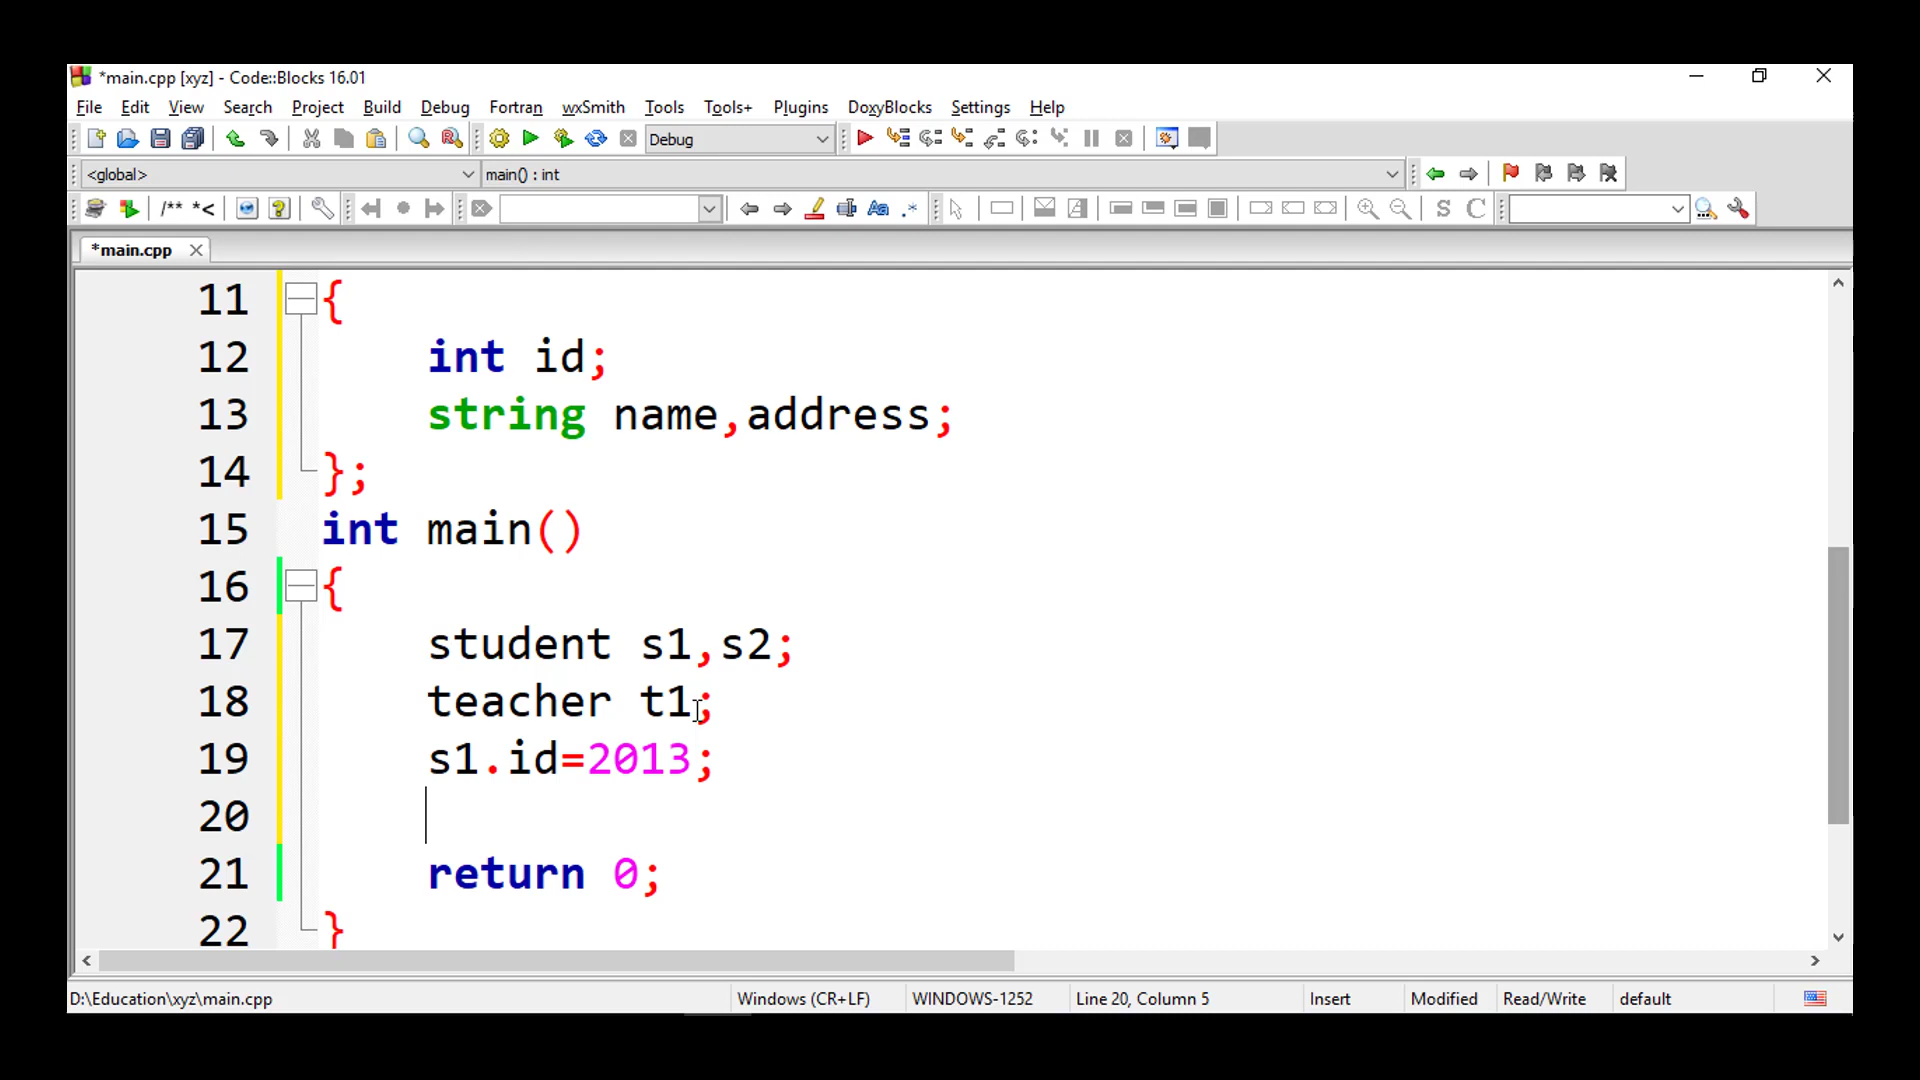 *main.cpp [xyz] - Code::Blocks 16.01
File Edit View Search Project Build Debug Fortran wxSmith Tools Tools+ Plugins DoxyBlocks Settings Help
Debug
<global> main() : int
/** *< Aa .* S C
*main.cpp
11 {
12 int id;
13 string name,address;
14 };
15 int main()
16 {
17 student s1,s2;
18 teacher t1;
19 s1.id=2013;
20
21 return 0;
22 }
D:\Education\xyz\main.cpp Windows (CR+LF) WINDOWS-1252 Line 20, Column 5 Insert Modified Read/Write default